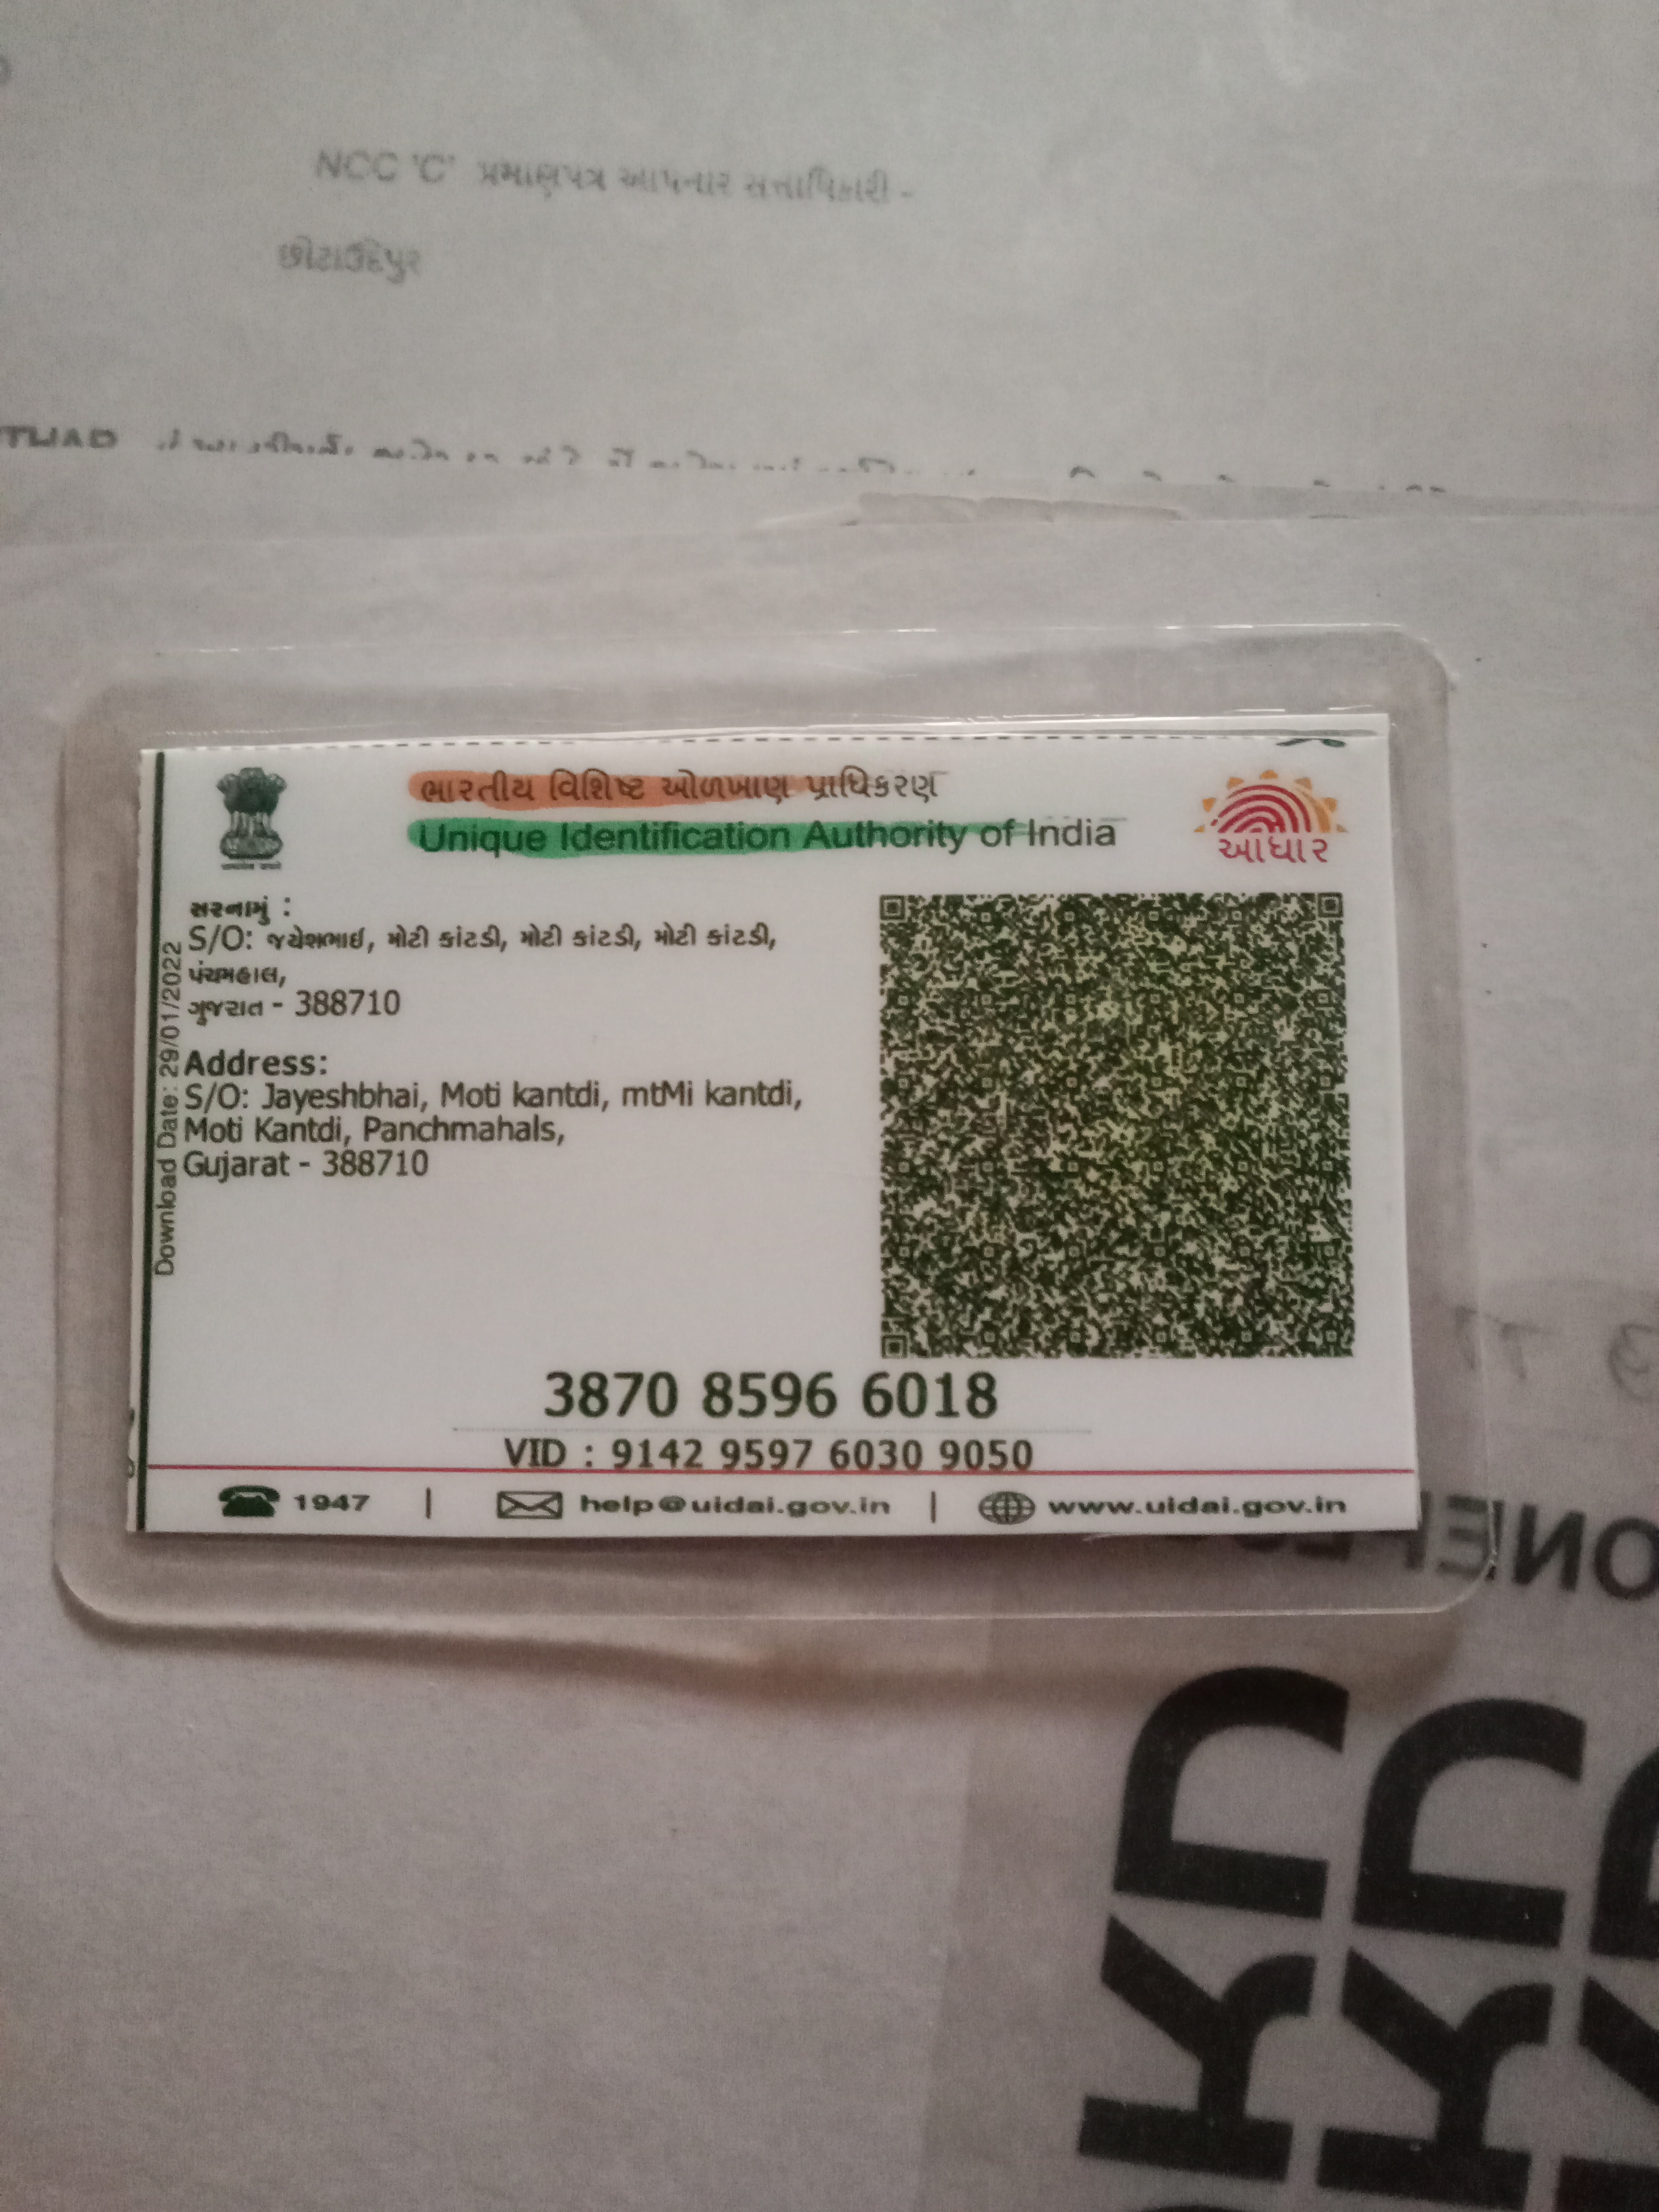 NCC 'C' પ્રમાણપત્ર આપનાર સત્તાધિકારી -
છોટાઉદેપુર
ભારતીય વિશિષ્ટ ઓળખાણ પ્રાધિકરણ
Unique Identification Authority of India
આધાર
Download Date: 29/01/2022
સરનામું :
S/O: જયેશભાઈ, મોટી કાંટડી, મોટી કાંટડી, મોટી કાંટડી,
પંચમહાલ,
ગુજરાત - 388710
Address:
S/O: Jayeshbhai, Moti kantdi, mtMi kantdi,
Moti Kantdi, Panchmahals,
Gujarat - 388710
3870 8596 6018
VID : 9142 9597 6030 9050
1947 | help@uidai.gov.in | www.uidai.gov.in